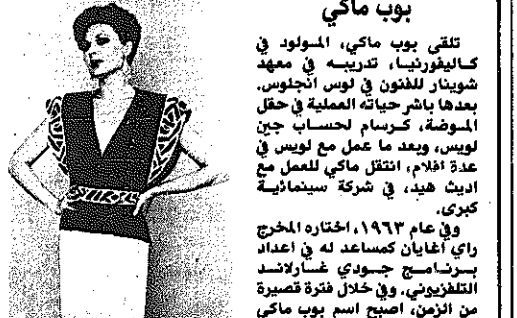 بوب ماكي
تلقى بوب ماكي، المولود في
كاليفورنيا، تدريبه في معهد
شوينار للفنون في لوس انجلوس.
بعدها باشر حياته العملية في حقل
الموضة، كرسام لحساب جين
لويس، وبعد ما عمل مع لويس في
عدة افلام، انتقل ماكي للعمل مع
اديث هيد، في شركة سينمائية
كبرى.
وفي عام ١٩٦٣، اختاره المخرج
راي أغايان كمساعد له في أعداد
برنامج جودي غارلاند
التلفزيوني. وفي خلال فترة قصيرة
من الزمن، اصبح اسم بوب ماكي